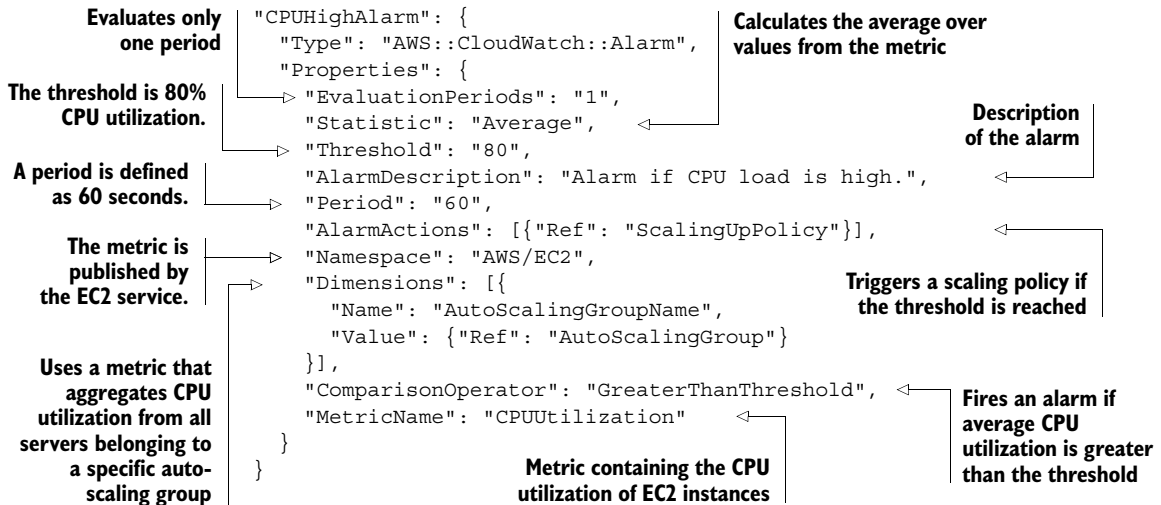 Evaluates only
one period
The threshold is 80%
CPU utilization.
A period is defined
as 60 seconds.
The metric is
published by
the EC2 service.
Uses a metric that
aggregates CPU
utilization from all
servers belonging to
a specific auto-
scaling group
"CPUHighAlarm": {
"Type": "AWS::CloudWatch::Alarm",
"Properties": {
"EvaluationPeriods": "1",
"Statistic": "Average",
"Threshold": "80",
"AlarmDescription": "Alarm if CPU load is high.",
"Period": "60",
"AlarmActions": [{"Ref": "ScalingUpPolicy"}],
"Namespace": "AWS/EC2",
"Dimensions": [{
"Name": "AutoScalingGroupName",
"Value": {"Ref": "AutoScalingGroup"}
}],
"ComparisonOperator": "GreaterThanThreshold",
"MetricName": "CPUUtilization"
}
}
Calculates the average over
values from the metric
Description
of the alarm
Triggers a scaling policy if
the threshold is reached
Fires an alarm if
average CPU
utilization is greater
than the threshold
Metric containing the CPU
utilization of EC2 instances